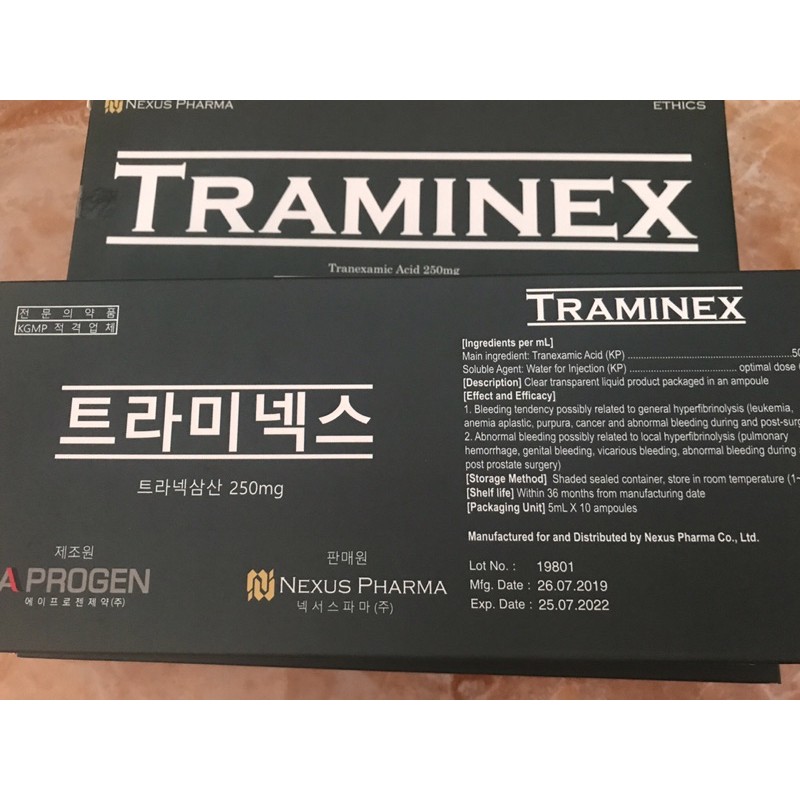 NEXUS PHARMA
ETHICS
TRAMINEX
Tranexamic Acid 250mg
전문의약품
KGMP 적격업체
트라미넥스
트라넥삼산 250mg
제조원
APROGEN
에이프로젠제약(주)
판매원
NEXUS PHARMA
넥서스파마(주)
TRAMINEX
[Ingredients per mL]
Main ingredient: Tranexamic Acid (KP) ....................................................
Soluble Agent: Water for Injection (KP) .................................. optimal dose
[Description] Clear transparent liquid product packaged in an ampoule
[Effect and Efficacy]
1. Bleeding tendency possibly related to general hyperfibrinolysis (leukemia,
anemia aplastic, purpura, cancer and abnormal bleeding during and
2. Abnormal bleeding possibly related to local hyperfibrinolysis (pulmonary
hemorrhage, genital bleeding, vicarious bleeding, abnormal bleeding during
post prostate surgery)
[Storage Method] Shaded sealed container, store in room temperature
[Shelf life] Within 36 months from manufacturing date
[Packaging Unit] 5mL X 10 ampoules
Manufactured for and Distributed by Nexus Pharma Co., Ltd.
Lot No. : 19801
Mfg. Date : 26.07.2019
Exp. Date : 25.07.2022